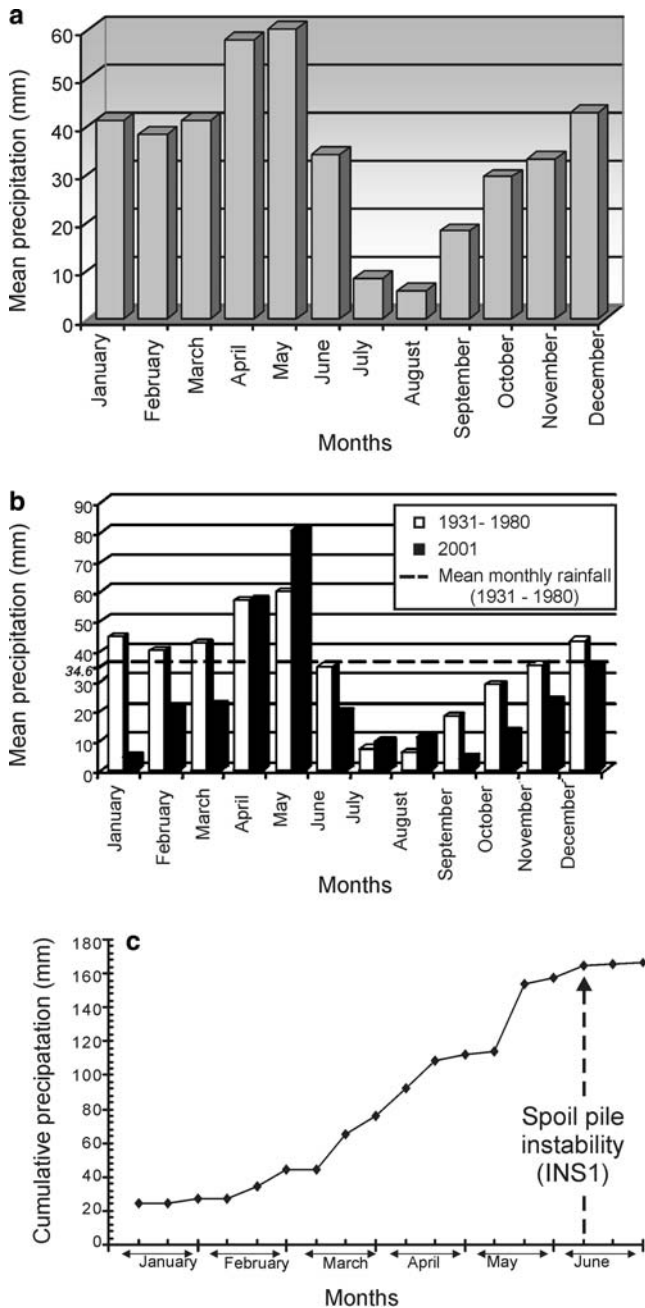 a
Mean precipitation (mm)
60
50
40
30
20
10
0
January
February
March
April
May
June
July
August
September
October
November
December
Months
b
Mean precipitation (mm)
90
80
70
60
50
40
34.6
30
20
10
0
1931- 1980
2001
Mean monthly rainfall
(1931 - 1980)
January
February
March
April
May
June
July
August
September
October
November
December
Months
c
Cumulative precipatation (mm)
180
160
140
120
100
80
60
40
20
0
Spoil pile
instability
(INS1)
January
February
March
April
May
June
Months